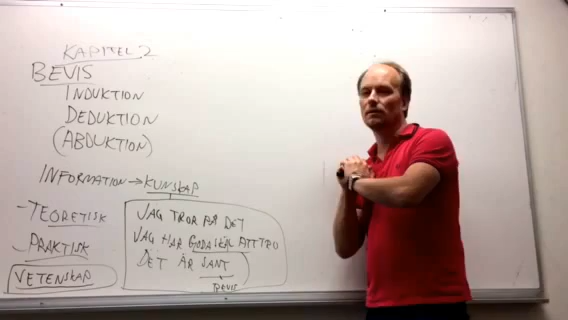 KAPITEL 2
BEVIS
INDUKTION
DEDUKTION
(ABDUKTION)
INFORMATION → KUNSKAP
- TEORETISK
- PRAKTISK
VETENSKAP
JAG TROR PÅ DET
JAG HAR GODA SKÄL ATT TRO
DET ÄR SANT